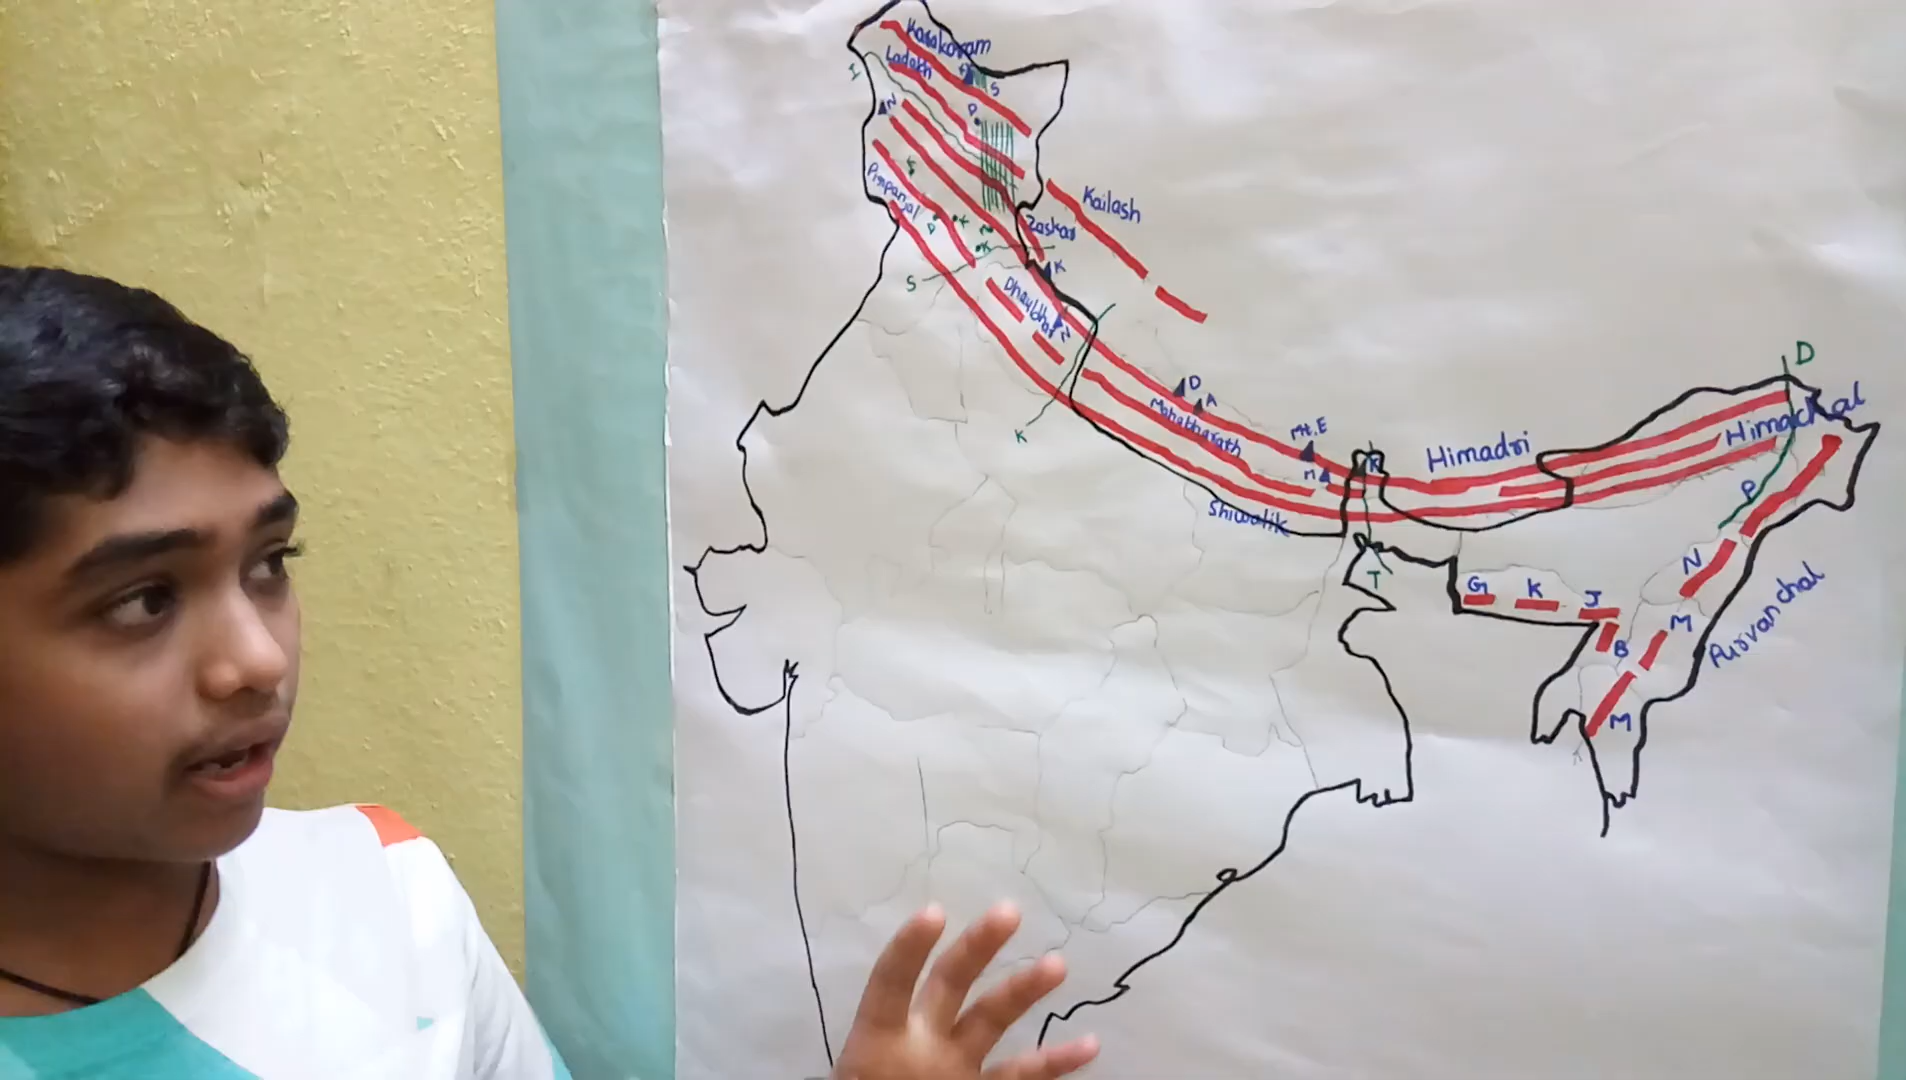 Karakoram
Ladakh
I
K
S
N
P
Pirpanjal
K
D
K
N
K
Zaskar
Kailash
S
K
Dhauldhar
N
K
D
A
Mahabharath
Mt.E
M
K
Himadri
Himachal
D
Shiwalik
T
P
N
G
K
J
M
B
M
Purvanchal